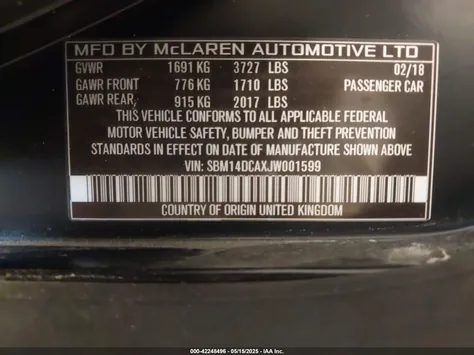 MFD BY McLAREN AUTOMOTIVE LTD
GVWR 1691 KG 3727 LBS 02/18
GAWR FRONT 776 KG 1710 LBS PASSENGER CAR
GAWR REAR 915 KG 2017 LBS
THIS VEHICLE CONFORMS TO ALL APPLICABLE FEDERAL
MOTOR VEHICLE SAFETY, BUMPER AND THEFT PREVENTION
STANDARDS IN EFFECT ON DATE OF MANUFACTURE SHOWN ABOVE
VIN: SBM14DCAXJW001599
COUNTRY OF ORIGIN UNITED KINGDOM
000-42248496 - 05/15/2025 - IAA Inc.